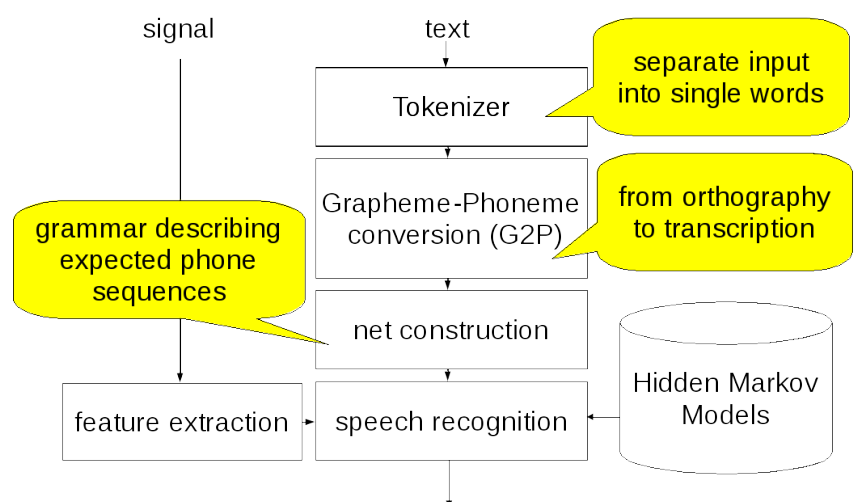 signal
text
separate input
into single words
Tokenizer
Grapheme-Phoneme
conversion (G2P)
from orthography
to transcription
grammar describing
expected phone
sequences
net construction
Hidden Markov
Models
feature extraction
speech recognition